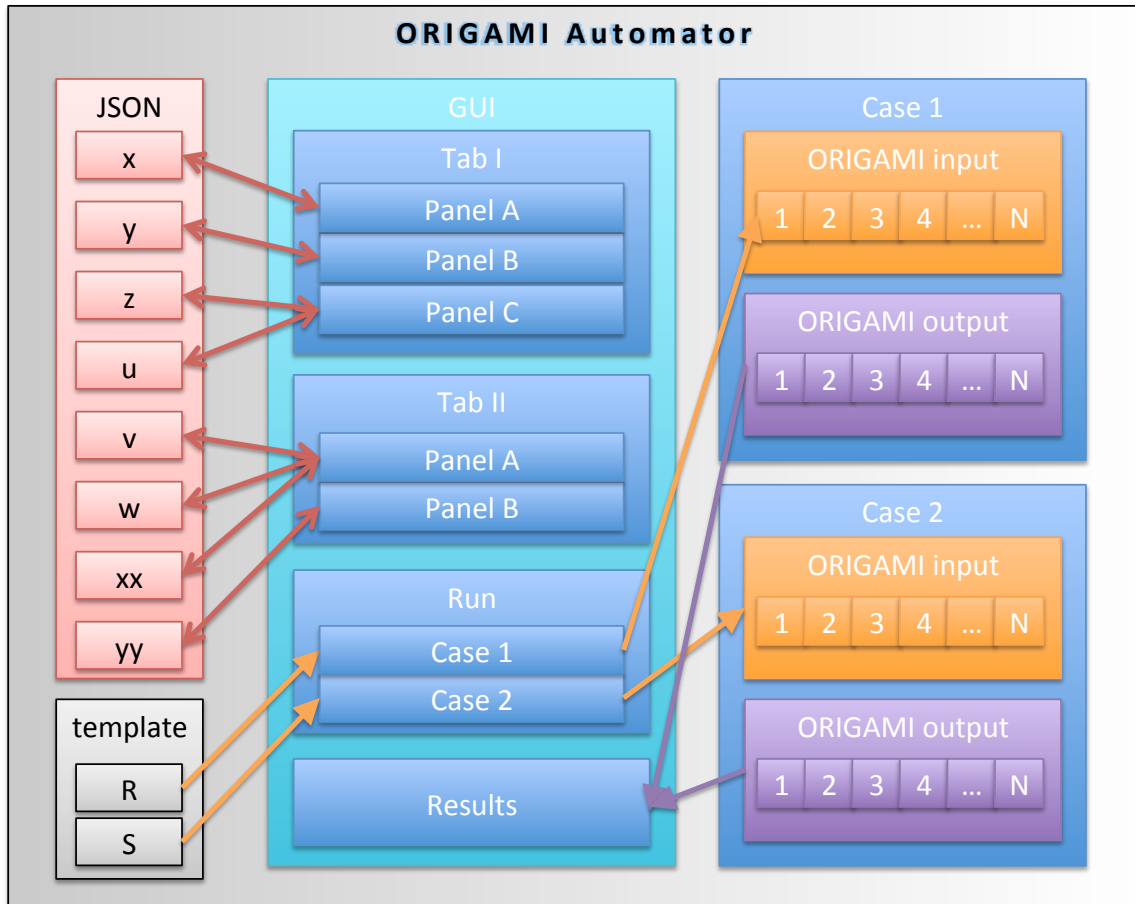 ORIGAMI Automator
JSON
x
y
z
u
v
w
xx
yy
template
R
S
GUI
Tab I
Panel A
Panel B
Panel C
Tab II
Panel A
Panel B
Run
Case 1
Case 2
Results
Case 1
ORIGAMI input
1 2 3 4 ... N
ORIGAMI output
1 2 3 4 ... N
Case 2
ORIGAMI input
1 2 3 4 ... N
ORIGAMI output
1 2 3 4 ... N